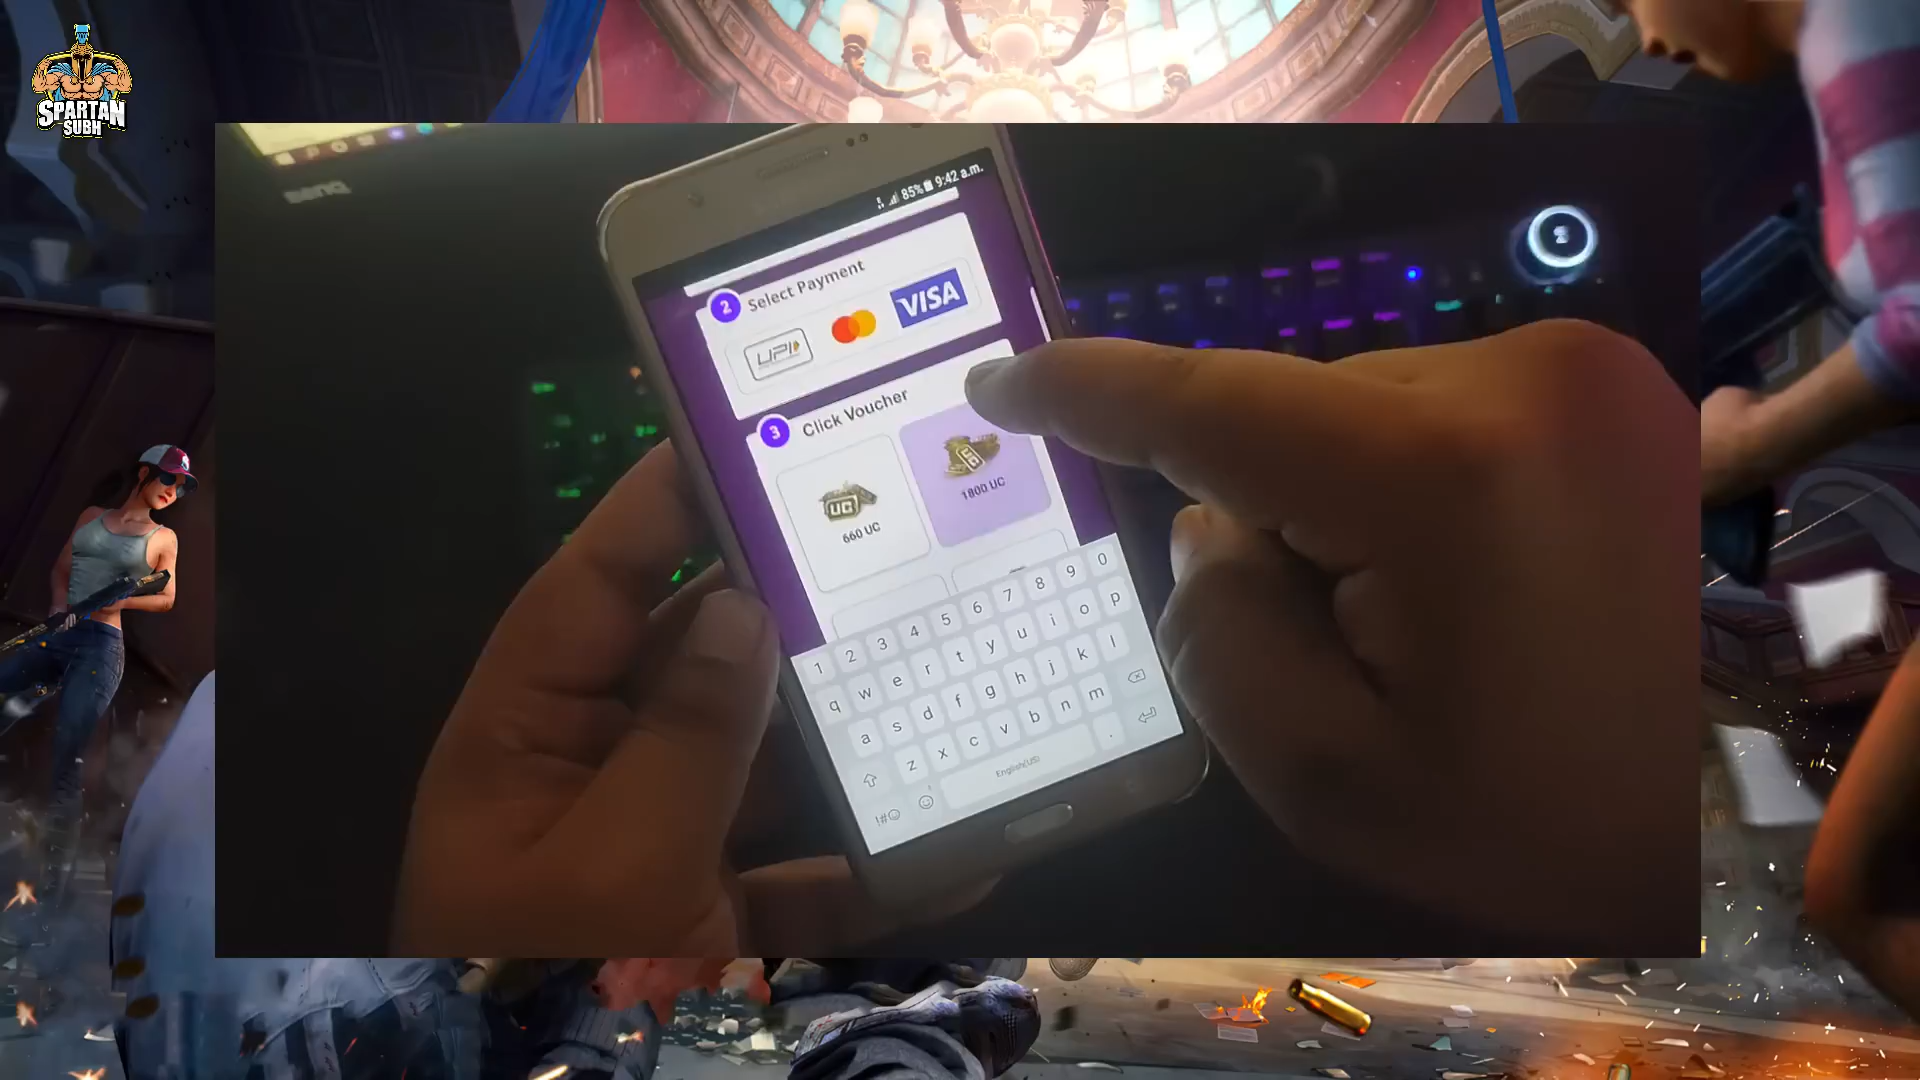 SPARTAN
SUBH
BenQ
85% 9:42 a.m.
2 Select Payment
UPI
VISA
3 Click Voucher
UC
660 UC
UC
1800 UC
1 2 3 4 5 6 7 8 9 0
q w e r t y u i o p
a s d f g h j k l
z x c v b n m
!#☺ English(US) .